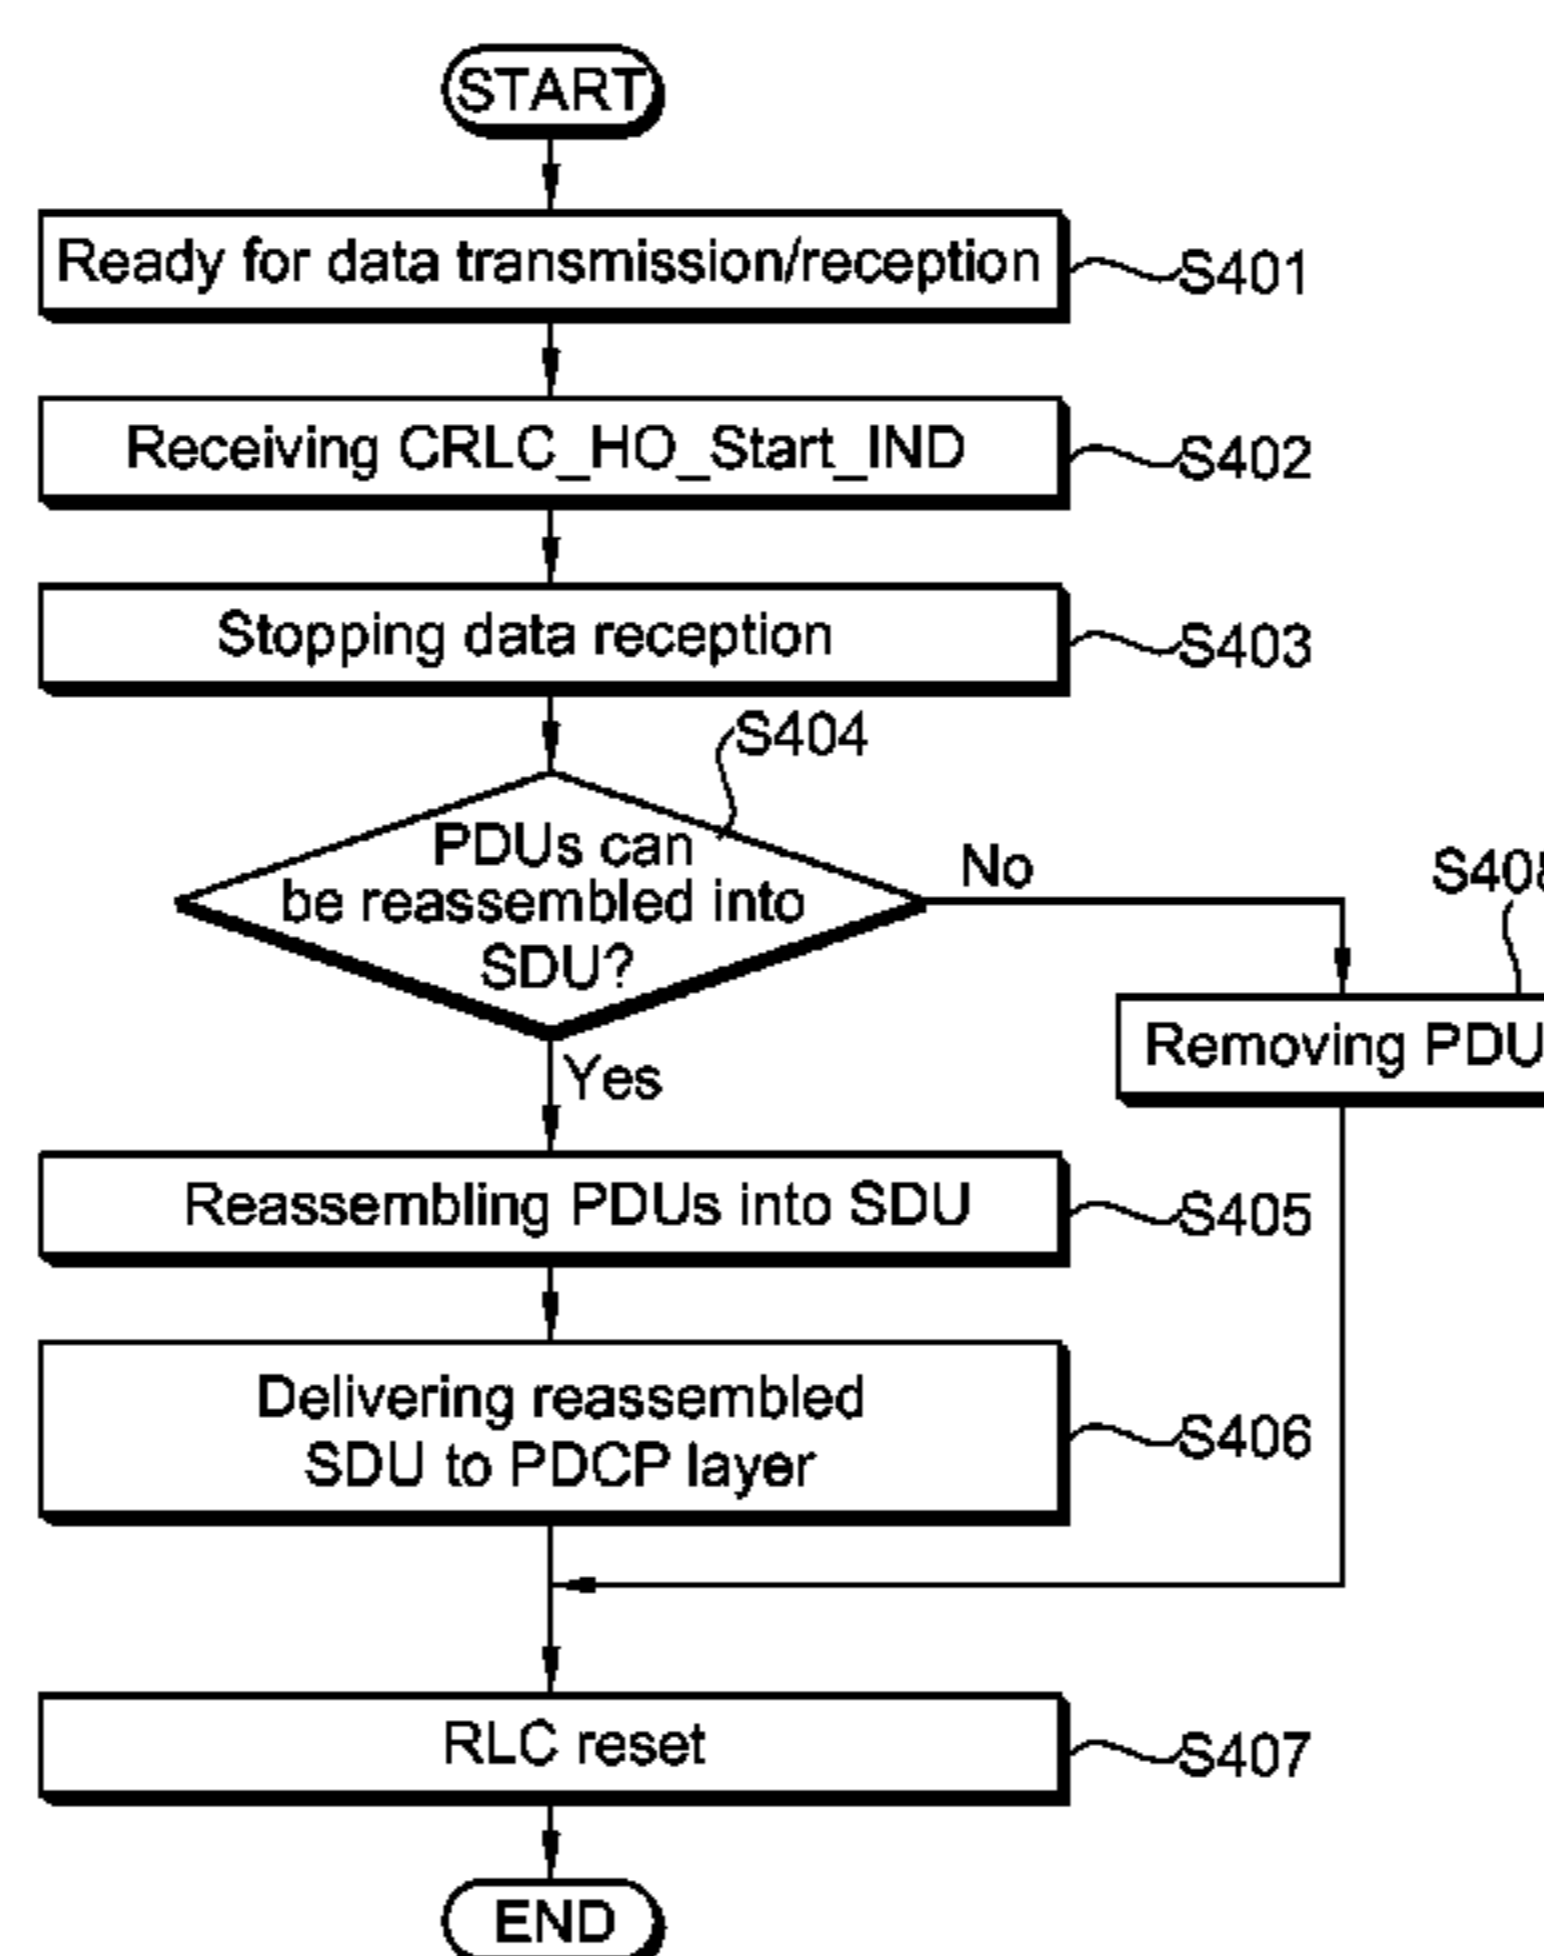 START
Ready for data transmission/reception
S401
Receiving CRLC_HO_Start_IND
S402
Stopping data reception
S403
S404
PDUs can
be reassembled into
SDU?
No
Yes
Removing PDU
Reassembling PDUs into SDU
S405
Delivering reassembled
SDU to PDCP layer
S406
RLC reset
S407
END